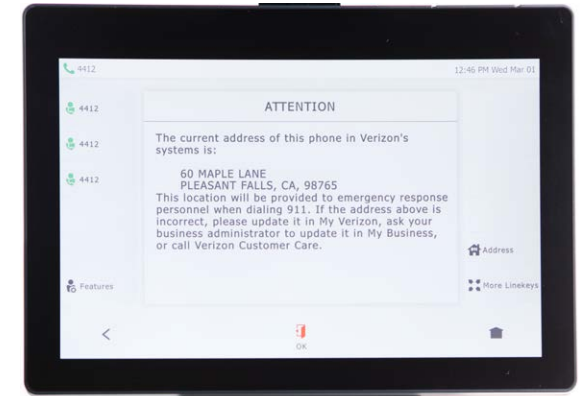 4412
12:46 PM Wed Mar 01
4412
4412
4412
ATTENTION
The current address of this phone in Verizon's
systems is:
60 MAPLE LANE
PLEASANT FALLS, CA, 98765
This location will be provided to emergency response
personnel when dialing 911. If the address above is
incorrect, please update it in My Verizon, ask your
business administrator to update it in My Business,
or call Verizon Customer Care.
Address
Features
More Linekeys
OK